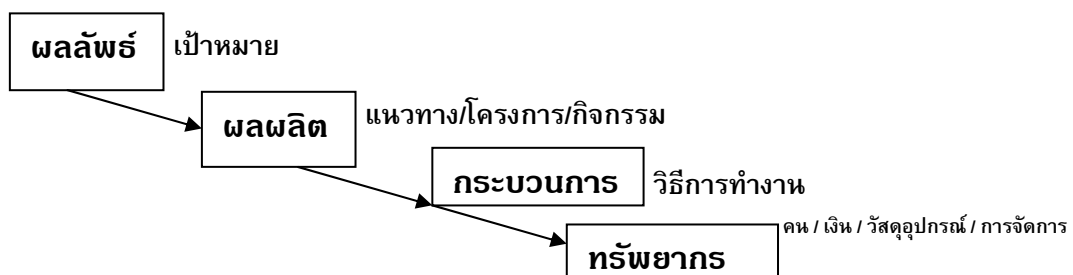 ผลลัพธ์ เป้าหมาย
ผลผลิต แนวทาง/โครงการ/กิจกรรม
กระบวนการ วิธีการทำงาน
ทรัพยากร คน / เงิน / วัสดุอุปกรณ์ / การจัดการ